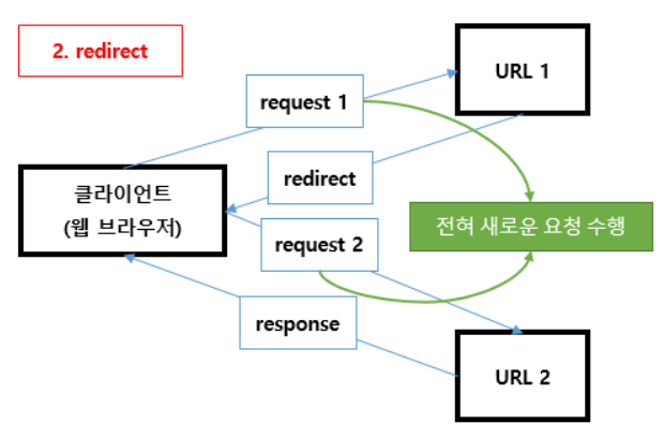 2. redirect
URL 1
request 1
redirect
클라이언트
(웹 브라우저)
전혀 새로운 요청 수행
request 2
response
URL 2